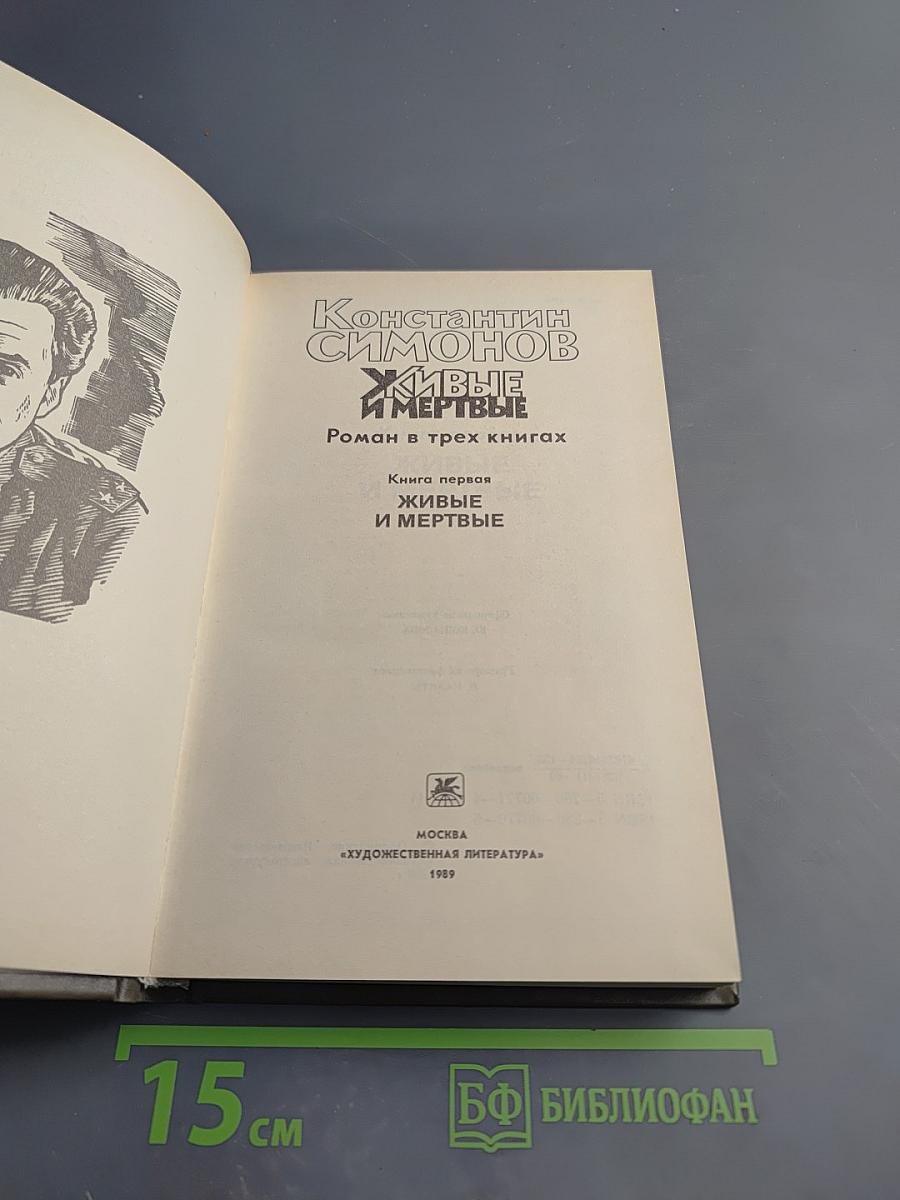 Константин
СИМОНОВ
ЖИВЫЕ
И МЕРТВЫЕ
Роман в трех книгах
Книга первая
ЖИВЫЕ
И МЕРТВЫЕ
МОСКВА
«ХУДОЖЕСТВЕННАЯ ЛИТЕРАТУРА»
1989
15 см
БФ БИБЛИОФАН